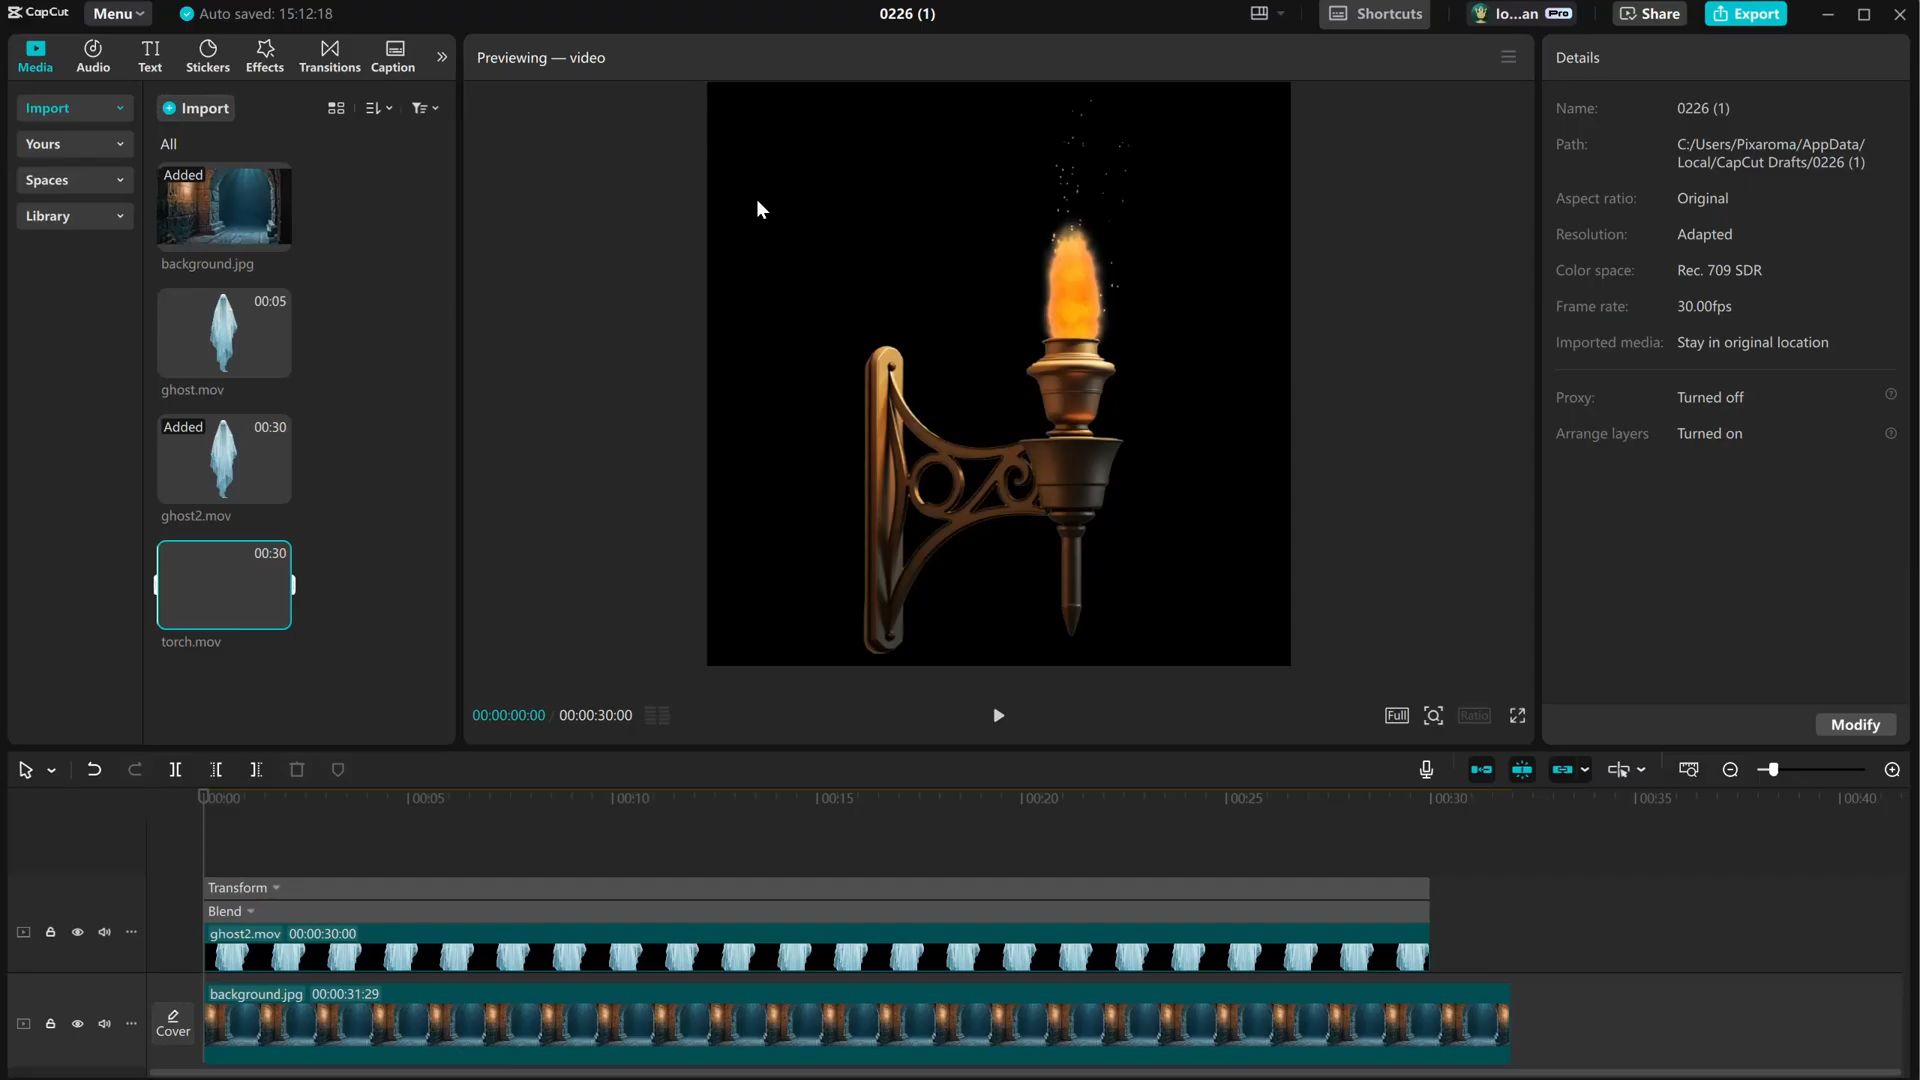 CapCut Menu Auto saved: 15:12:18 0226 (1) Shortcuts lo...an Pro Share Export
Media Audio Text Stickers Effects Transitions Caption
Import
Yours
Spaces
Library
Import
All
Added
background.jpg
00:05
ghost.mov
Added 00:30
ghost2.mov
00:30
torch.mov
Previewing — video
00:00:00:00 / 00:00:30:00
Full Ratio
Details
Name: 0226 (1)
Path: C:/Users/Pixaroma/AppData/
Local/CapCut Drafts/0226 (1)
Aspect ratio: Original
Resolution: Adapted
Color space: Rec. 709 SDR
Frame rate: 30.00fps
Imported media: Stay in original location
Proxy: Turned off
Arrange layers Turned on
Modify
00:00 00:05 00:10 00:15 00:20 00:25 00:30 00:35 00:40
Transform
Blend
ghost2.mov 00:00:30:00
background.jpg 00:00:31:29
Cover